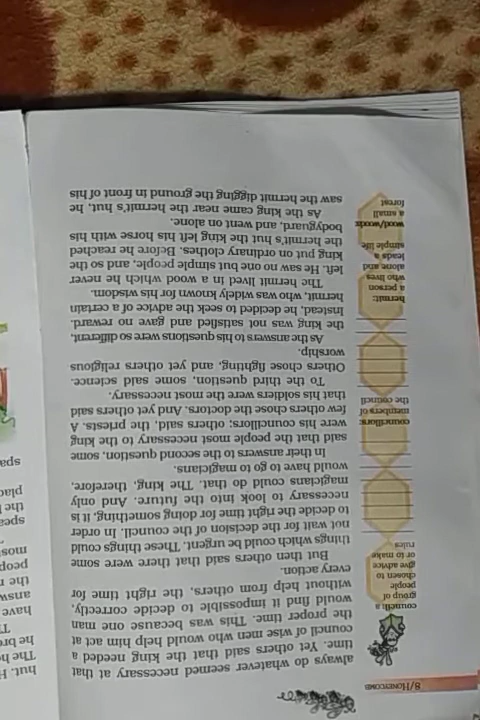 8/HONEYCOMB
always do whatever seemed necessary at that
time. Yet others said that the king needed a
council of wise men who would help him act at
the proper time. This was because one man
would find it impossible to decide correctly,
without help from others, the right time for
every action.
But then others said that there were some
things which could be urgent. These things could
not wait for the decision of the council. In order
to decide the right time for doing something, it is
necessary to look into the future. And only
magicians could do that. The king, therefore,
would have to go to magicians.
In their answers to the second question, some
said that the people most necessary to the king
were his councillors; others said, the priests. A
few others chose the doctors. And yet others said
that his soldiers were the most necessary.
To the third question, some said science.
Others chose fighting, and yet others religious
worship.
As the answers to his questions were so different,
the king was not satisfied and gave no reward.
Instead, he decided to seek the advice of a certain
hermit, who was widely known for his wisdom.
The hermit lived in a wood which he never
left. He saw no one but simple people, and so the
king put on ordinary clothes. Before he reached
the hermit's hut the king left his horse with his
bodyguard, and went on alone.
As the king came near the hermit's hut, he
saw the hermit digging the ground in front of his
council: a
group of
people
chosen to
give advice
or to make
rules
councillors:
members of
the council
hermit:
a person
who lives
alone and
leads a
simple life
wood/woods:
a small
forest
hut. H
The he
he bre
T
have
answ
the n
peop
most
speak
the
plac
spa